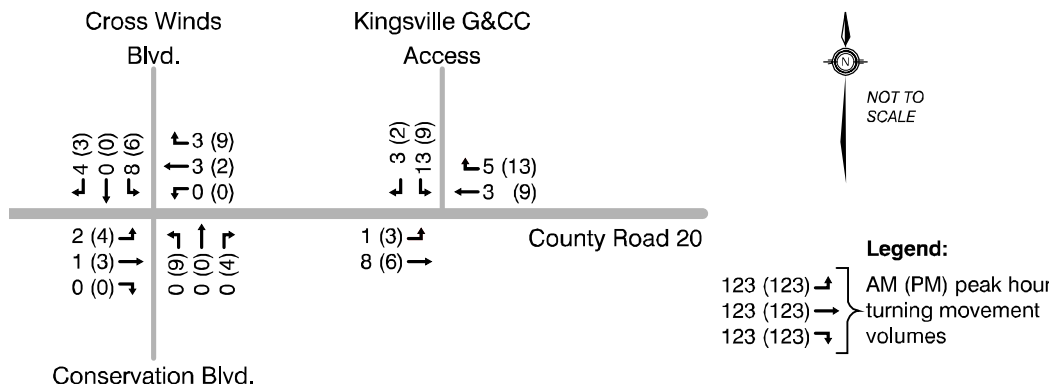 Cross Winds
Blvd.
Kingsville G&CC
Access
N
NOT TO
SCALE
4 (3)
0 (0)
8 (6)
3 (9)
3 (2)
0 (0)
3 (2)
13 (9)
5 (13)
3 (9)
2 (4)
1 (3)
0 (0)
0 (9)
0 (0)
0 (4)
1 (3)
8 (6)
County Road 20
Legend:
123 (123)
123 (123)
123 (123)
AM (PM) peak hour
turning movement
volumes
Conservation Blvd.